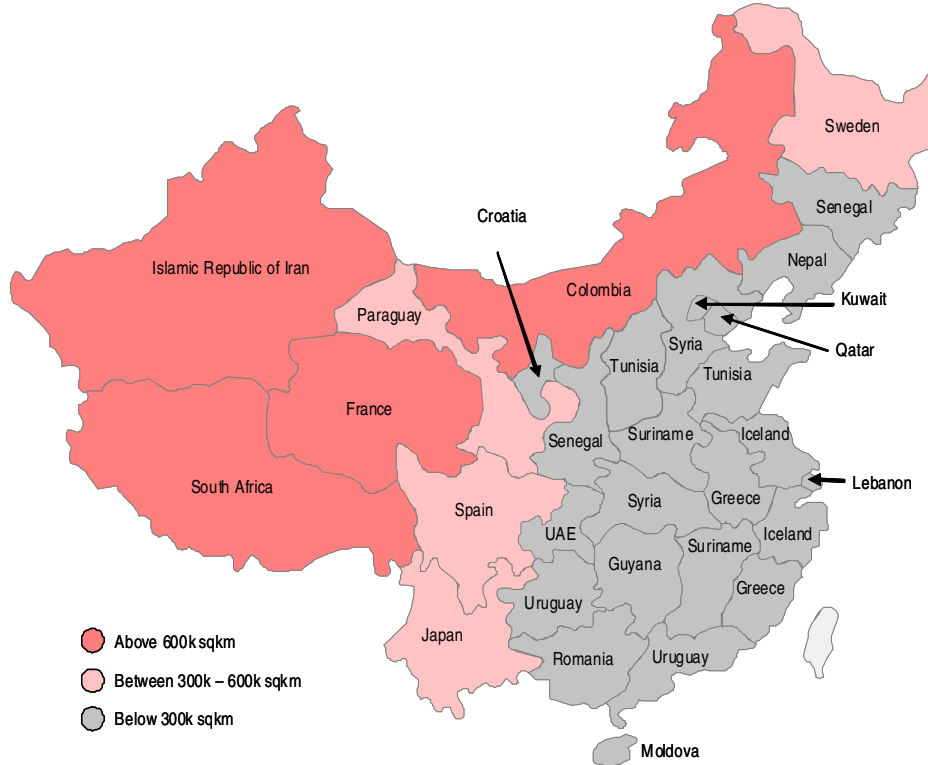 Sweden
Senegal
Croatia
Nepal
Islamic Republic of Iran
Colombia
Kuwait
Paraguay
Syria
Qatar
Tunisia
Tunisia
France
Suriname
Iceland
Senegal
South Africa
Lebanon
Greece
Syria
Spain
UAE
Iceland
Suriname
Guyana
Greece
Uruguay
Japan
Above 600k sqkm
Romania
Uruguay
Between 300k – 600k sqkm
Below 300k sqkm
Moldova